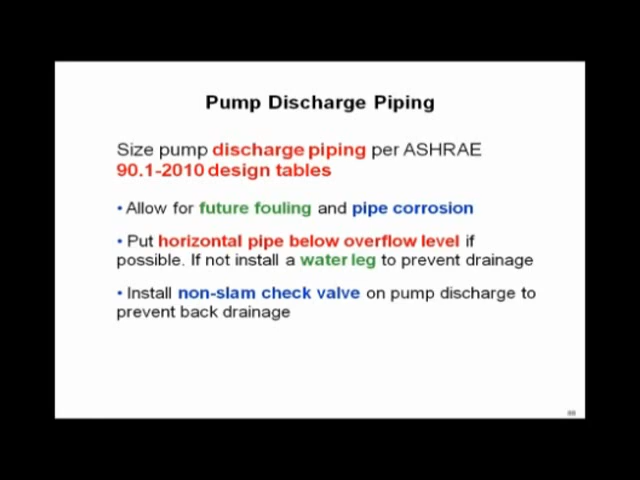 Pump Discharge Piping
Size pump discharge piping per ASHRAE
90.1-2010 design tables
• Allow for future fouling and pipe corrosion
• Put horizontal pipe below overflow level if
possible. If not install a water leg to prevent drainage
• Install non-slam check valve on pump discharge to
prevent back drainage